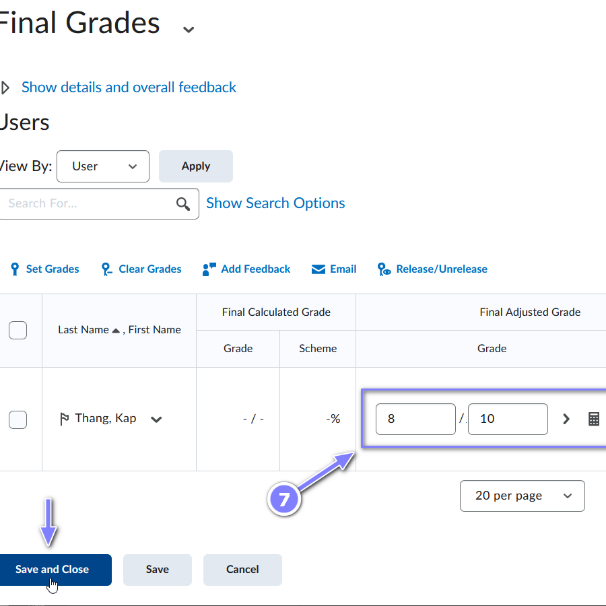 Final Grades
Show details and overall feedback
Users
View By: User Apply
Search For... Show Search Options
Set Grades Clear Grades Add Feedback Email Release/Unrelease
Final Calculated Grade Final Adjusted Grade
Last Name , First Name
Grade Scheme Grade
Thang, Kap - / - -% 8 / 10
7
20 per page
Save and Close Save Cancel